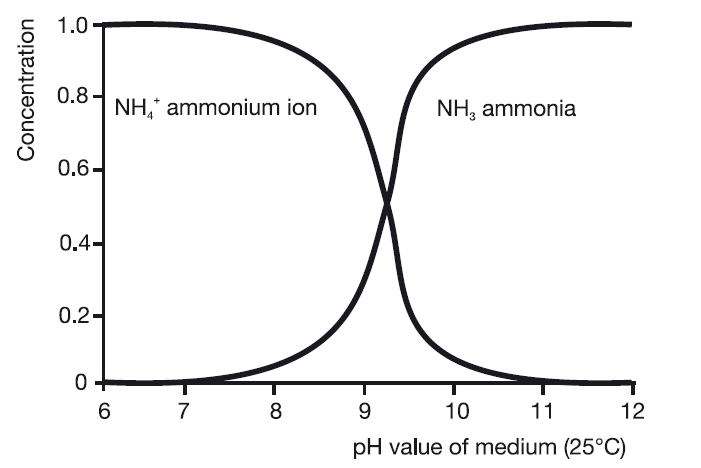 Concentration
1.0
0.8
0.6
0.4
0.2
0
NH₄⁺ ammonium ion
NH₃ ammonia
6 7 8 9 10 11 12
pH value of medium (25°C)